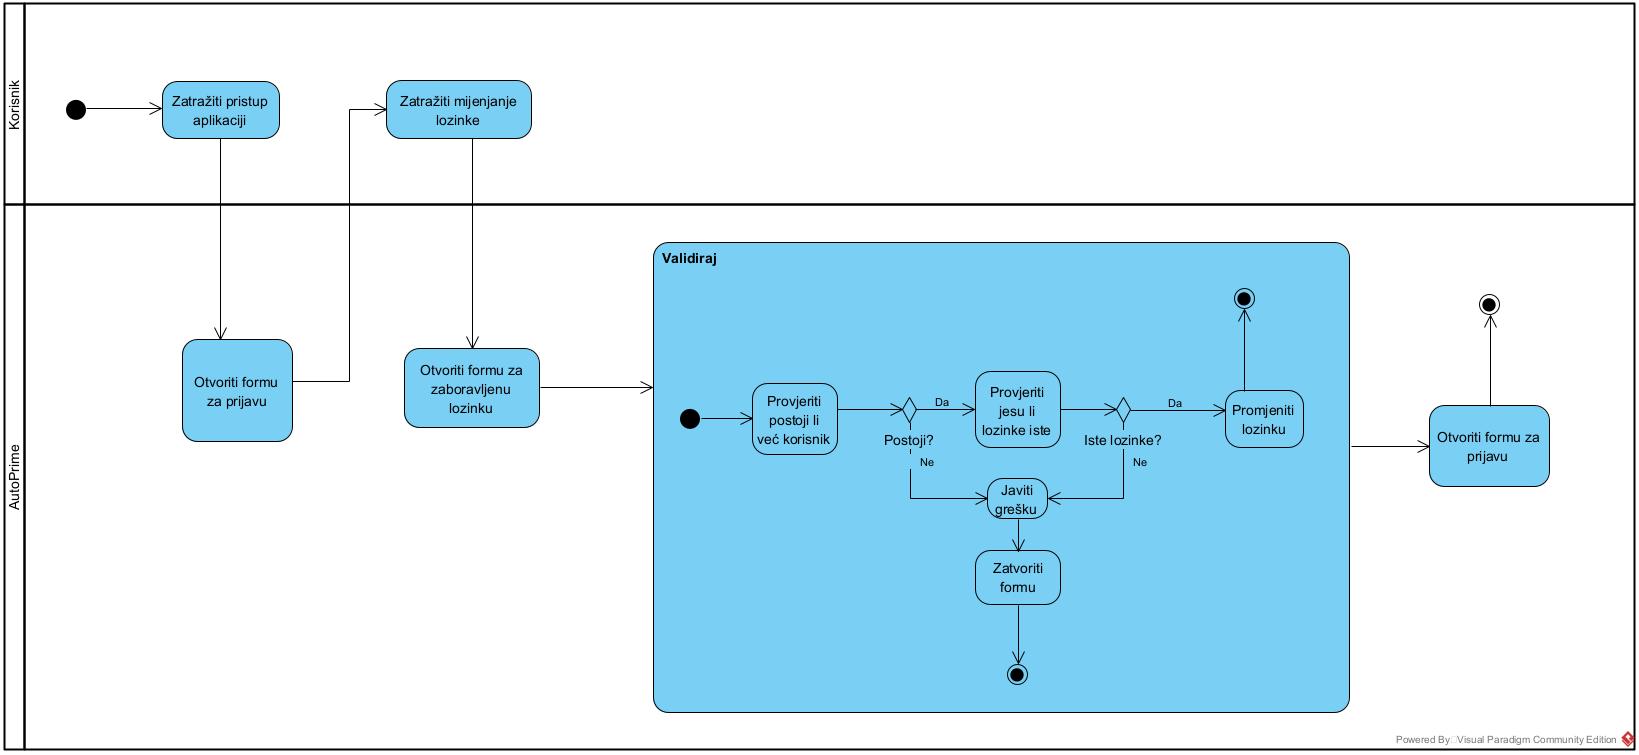 Korisnik
Zatražiti pristup
aplikaciji
Zatražiti mijenjanje
lozinke
AutoPrime
Otvoriti formu
za prijavu
Otvoriti formu za
zaboravljenu
lozinku
Validiraj
Provjeriti
postoji li
već korisnik
Postoji?
Da
Ne
Provjeriti
jesu li
lozinke iste
Iste lozinke?
Da
Ne
Promjeniti
lozinku
Javiti
grešku
Zatvoriti
formu
Otvoriti formu za
prijavu
Powered By Visual Paradigm Community Edition